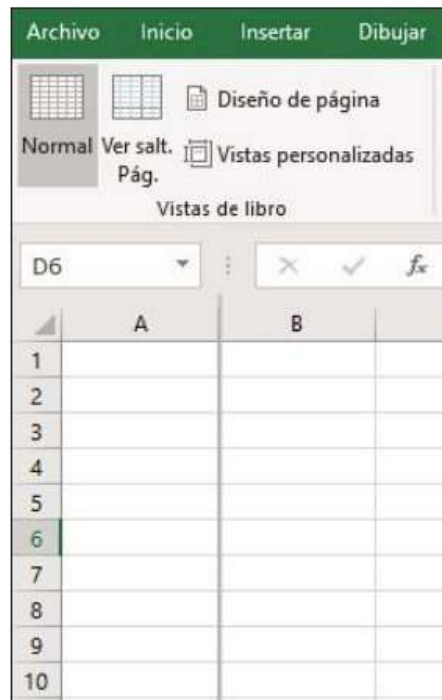 Archivo Inicio Insertar Dibujar
Normal Ver salt. Pág. Diseño de página
Vistas personalizadas
Vistas de libro
D6 fx
A B
1
2
3
4
5
6
7
8
9
10